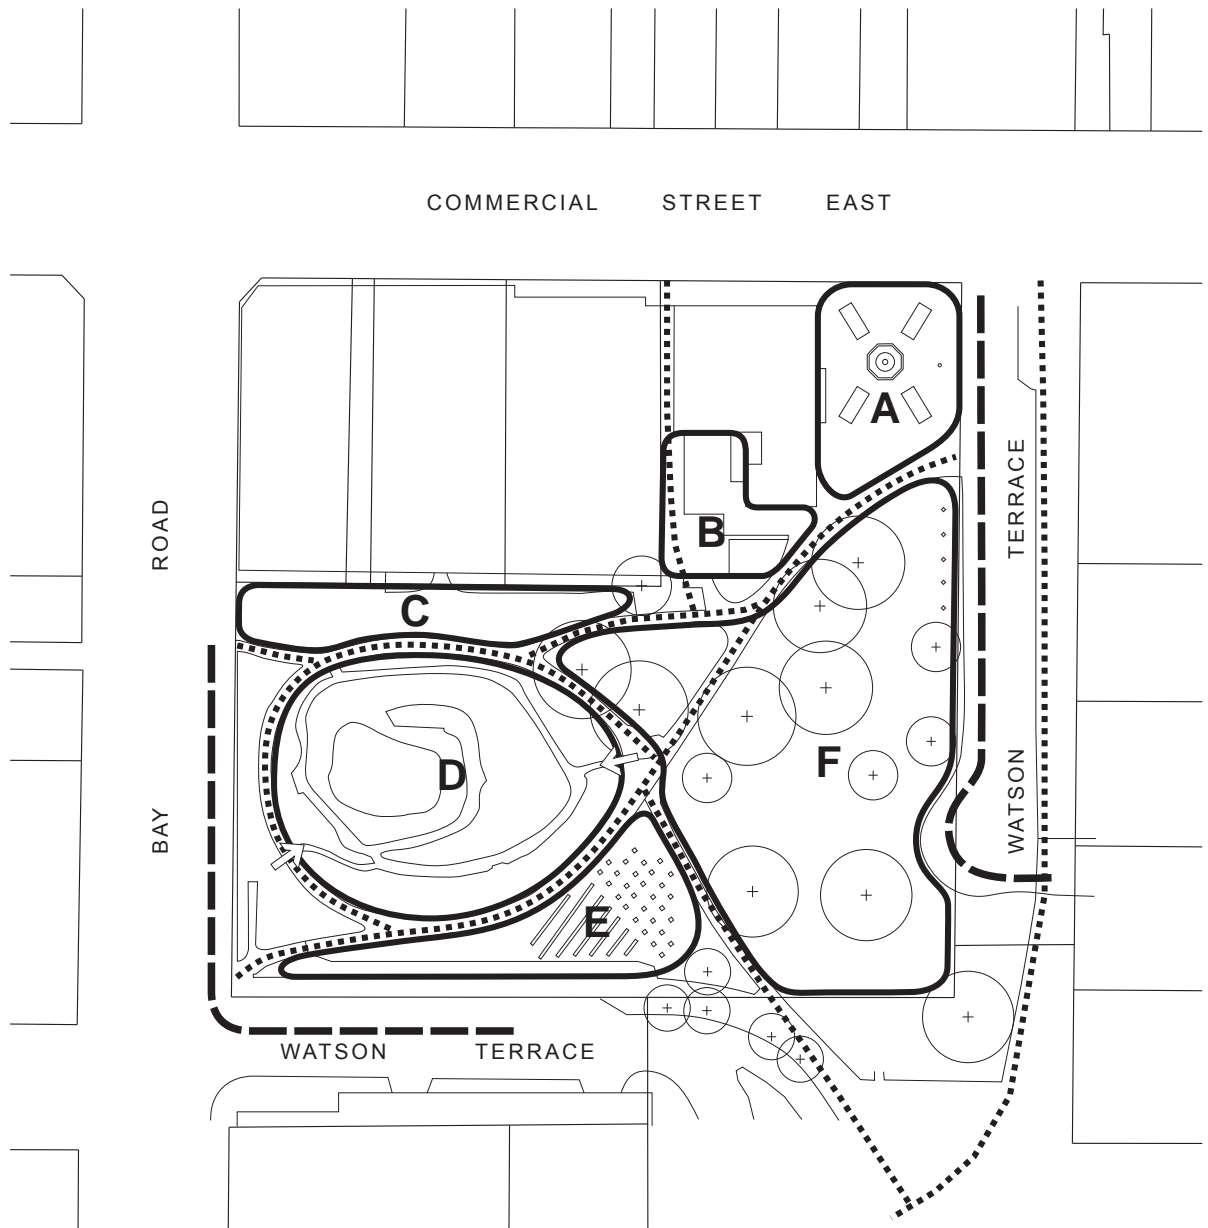 COMMERCIAL STREET EAST
A
TERRACE
ROAD
B
C
D
F
WATSON
BAY
E
WATSON TERRACE